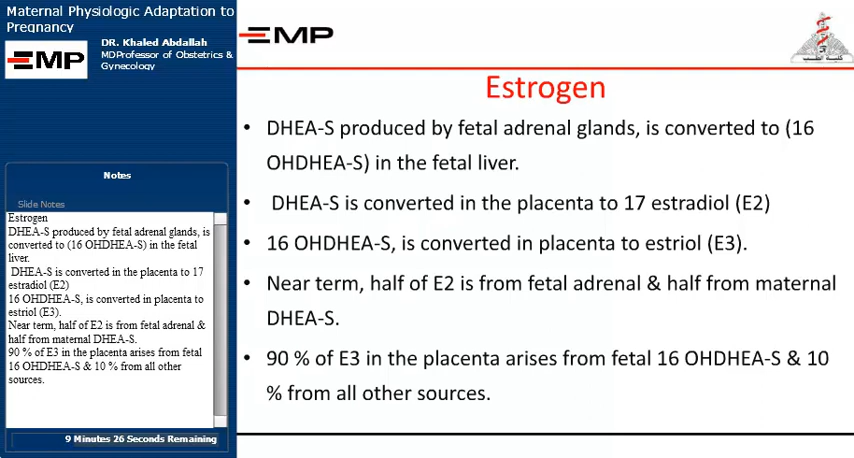 Maternal Physiologic Adaptation to
Pregnancy
DR. Khaled Abdallah
MDProfessor of Obstetrics &
Gynecology
EMP
Notes
Slide Notes
Estrogen
DHEA-S produced by fetal adrenal glands, is
converted to (16 OHDHEA-S) in the fetal
liver.
DHEA-S is converted in the placenta to 17
estradiol (E2)
16 OHDHEA-S, is converted in placenta to
estriol (E3).
Near term, half of E2 is from fetal adrenal &
half from maternal DHEA-S.
90 % of E3 in the placenta arises from fetal
16 OHDHEA-S & 10 % from all other
sources.
9 Minutes 26 Seconds Remaining
EMP
Estrogen
• DHEA-S produced by fetal adrenal glands, is converted to (16
OHDHEA-S) in the fetal liver.
• DHEA-S is converted in the placenta to 17 estradiol (E2)
• 16 OHDHEA-S, is converted in placenta to estriol (E3).
• Near term, half of E2 is from fetal adrenal & half from maternal
DHEA-S.
• 90 % of E3 in the placenta arises from fetal 16 OHDHEA-S & 10
% from all other sources.